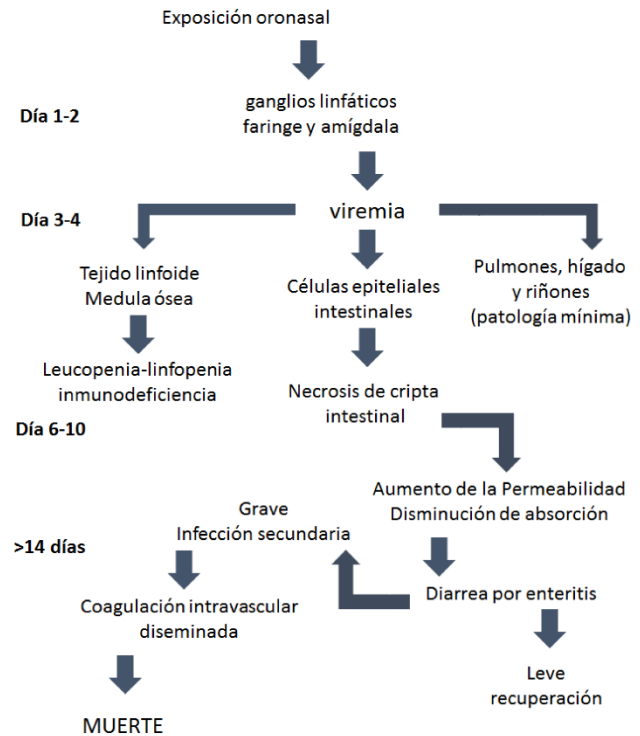 Exposición oronasal
Día 1-2
ganglios linfáticos
faringe y amígdala
Día 3-4
viremia
Tejido linfoide
Medula ósea
Células epiteliales
intestinales
Pulmones, hígado
y riñones
(patología mínima)
Leucopenia-linfopenia
inmunodeficiencia
Necrosis de cripta
intestinal
Día 6-10
Aumento de la Permeabilidad
Disminución de absorción
Grave
Infección secundaria
>14 días
Diarrea por enteritis
Coagulación intravascular
diseminada
Leve
recuperación
MUERTE